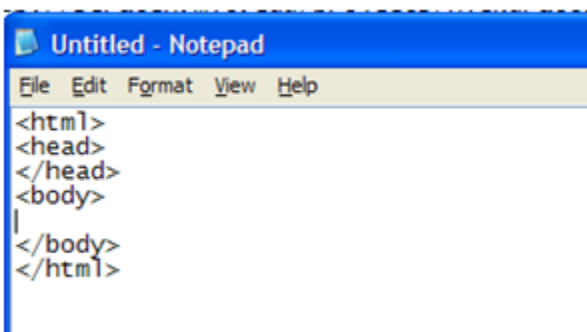 Untitled - Notepad
File Edit Format View Help
<html>
<head>
</head>
<body>
</body>
</html>